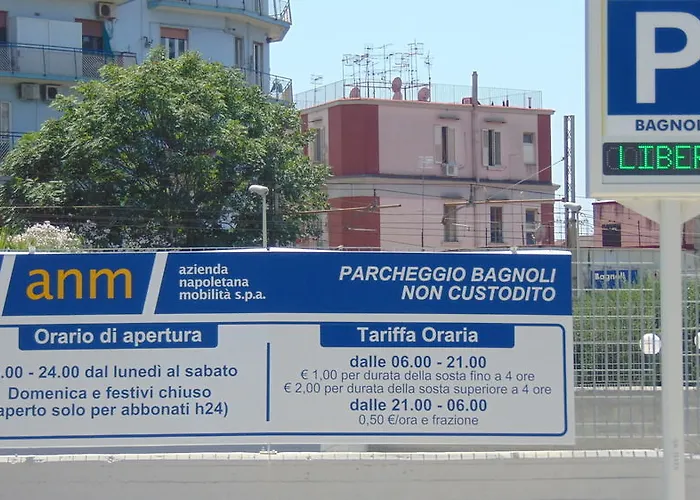 P
BAGNOLI
LIBER
anm
azienda
napoletana
mobilità s.p.a.
PARCHEGGIO BAGNOLI
NON CUSTODITO
Orario di apertura
.00 - 24.00 dal lunedì al sabato
Domenica e festivi chiuso
aperto solo per abbonati h24)
Tariffa Oraria
dalle 06.00 - 21.00
€ 1,00 per durata della sosta fino a 4 ore
€ 2,00 per durata della sosta superiore a 4 ore
dalle 21.00 - 06.00
0,50 €/ora e frazione
Bagnoli